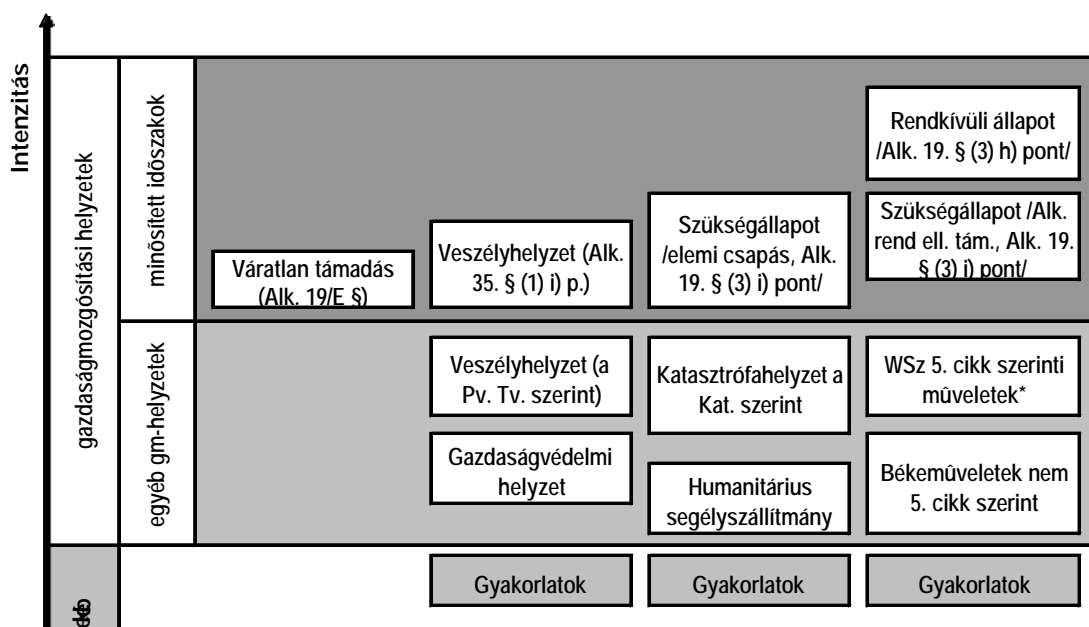 Intenzitás
gazdaságmozgósítási helyzetek
minősített időszakok
Váratlan támadás
(Alk. 19/E §)
Veszélyhelyzet (Alk.
35. § (1) i) p.)
Szükségállapot
/elemi csapás, Alk.
19. § (3) i) pont/
Rendkívüli állapot
/Alk. 19. § (3) h) pont/
Szükségállapot /Alk.
rend ell. tám., Alk. 19.
§ (3) i) pont/
egyéb gm-helyzetek
Veszélyhelyzet (a
Pv. Tv. szerint)
Gazdaságvédelmi
helyzet
Katasztrófahelyzet a
Kat. szerint
Humanitárius
segélyszállítmány
WSz 5. cikk szerinti
mûveletek*
Békemûveletek nem
5. cikk szerint
Gyakorlatok
Gyakorlatok
Gyakorlatok